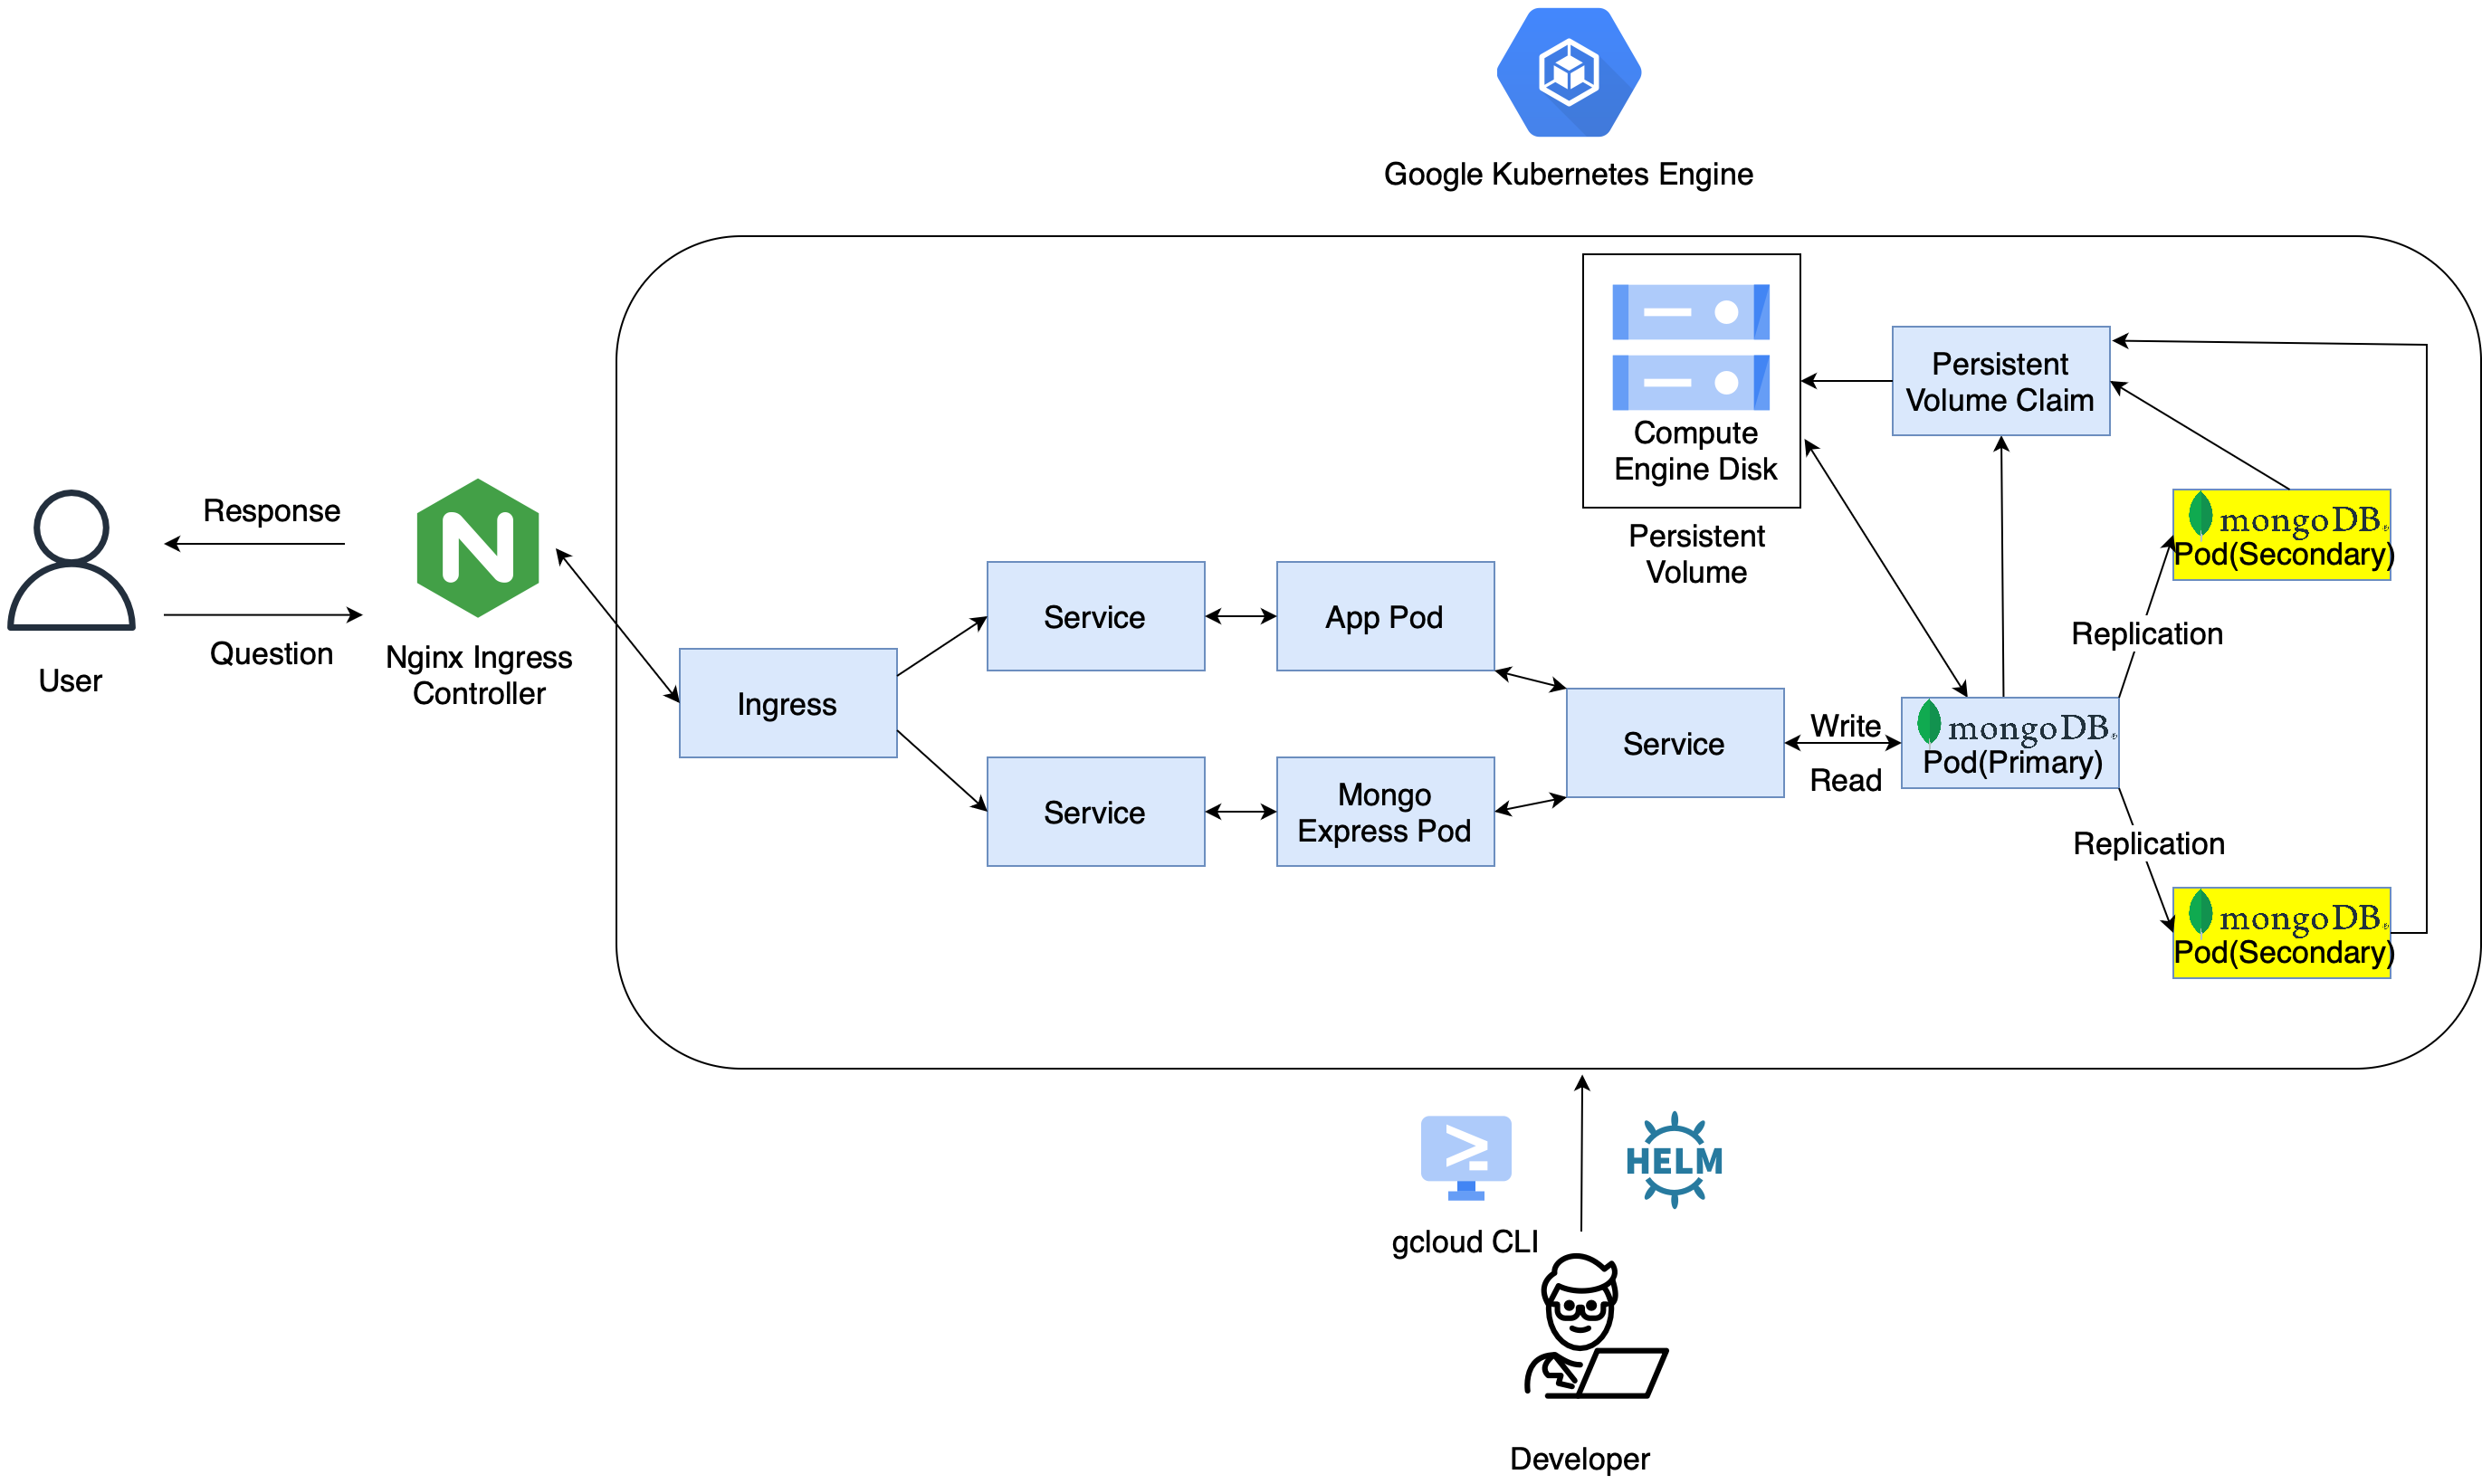 Google Kubernetes Engine
Compute
Engine Disk
Persistent
Volume
Persistent
Volume Claim
mongoDB®
Pod(Secondary)
Replication
Response
Question
User
Nginx Ingress
Controller
Ingress
Service
App Pod
Service
Mongo
Express Pod
Service
Write
Read
mongoDB®
Pod(Primary)
Replication
mongoDB®
Pod(Secondary)
gcloud CLI
HELM
Developer